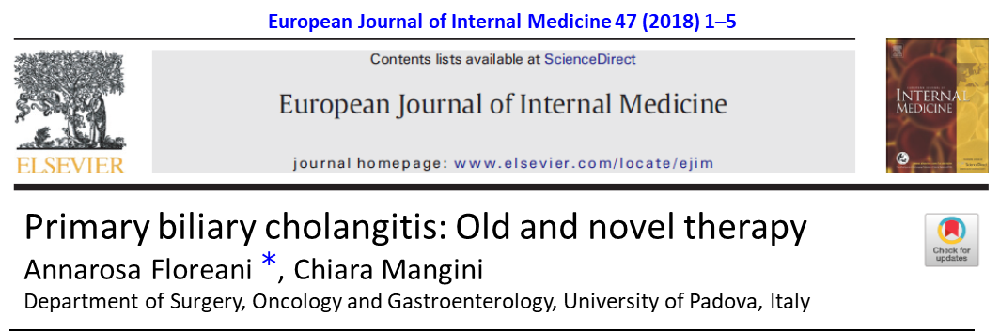 European Journal of Internal Medicine 47 (2018) 1–5
Contents lists available at ScienceDirect
European Journal of Internal Medicine
journal homepage: www.elsevier.com/locate/ejim
ELSEVIER
INTERNAL
MEDICINE
Primary biliary cholangitis: Old and novel therapy
Check for
updates
Annarosa Floreani *, Chiara Mangini
Department of Surgery, Oncology and Gastroenterology, University of Padova, Italy